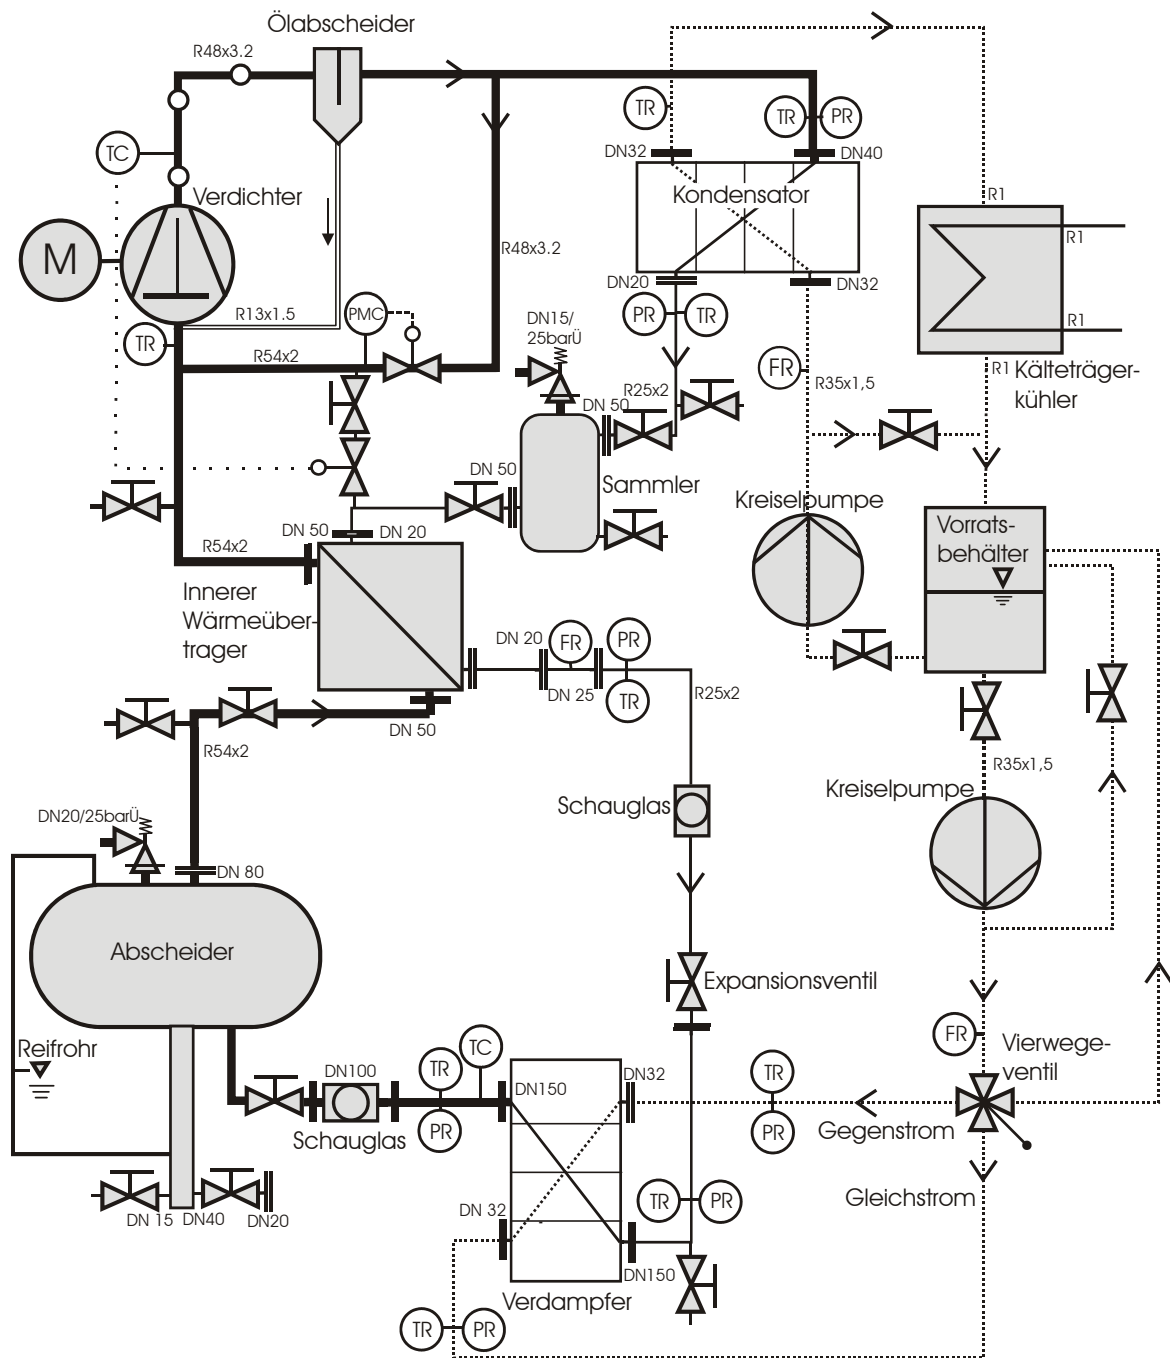 Ölabscheider
R48x3.2
TR
TR
PR
TC
DN32
DN40
Verdichter
Kondensator
R1
M
R48x3.2
R1
DN20
DN32
R13x1.5
PMC
DN15/
25barÜ
PR
TR
R1
TR
R54x2
FR
R35x1,5
R1
Kälteträger-
kühler
R25x2
DN 50
DN 50
Sammler
Kreiselpumpe
Vorrats-
behälter
DN 50
DN 20
R54x2
Innerer
Wärmeüber-
trager
DN 20
FR
PR
DN 25
TR
R25x2
DN 50
R54x2
R35x1,5
Schauglas
Kreiselpumpe
DN20/25barÜ
DN 80
Abscheider
Expansionsventil
Reifrohr
TC
FR
Vierwege-
ventil
DN100
TR
DN150
DN32
TR
PR
Schauglas
PR
Gegenstrom
Gleichstrom
DN 15
DN40
DN20
DN 32
TR
PR
DN150
Verdampfer
TR
PR